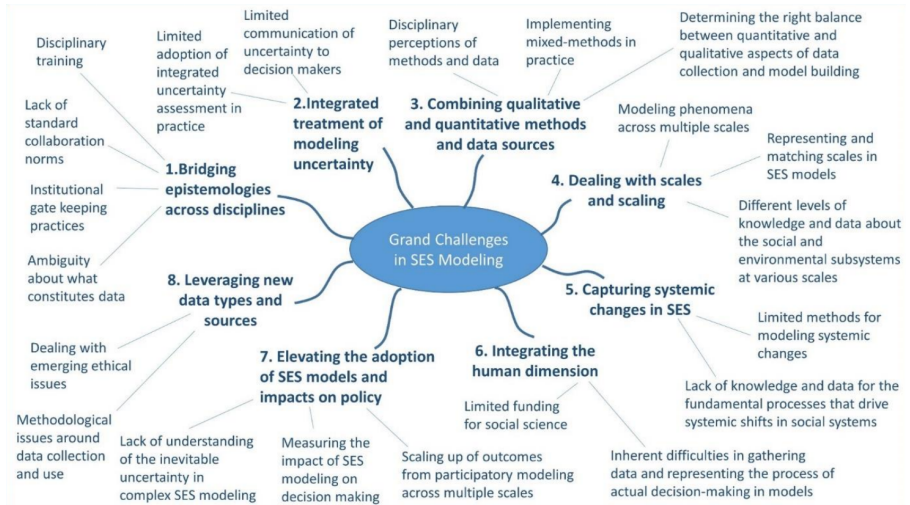 Grand Challenges
in SES Modeling
1.Bridging
epistemologies
across disciplines
Disciplinary
training
Lack of
standard
collaboration
norms
Institutional
gate keeping
practices
Ambiguity
about what
constitutes data
2.Integrated
treatment of
modeling
uncertainty
Limited
adoption of
integrated
uncertainty
assessment in
practice
Limited
communication of
uncertainty to
decision makers
3. Combining qualitative
and quantitative methods
and data sources
Disciplinary
perceptions of
methods and data
Implementing
mixed-methods in
practice
Determining the right balance
between quantitative and
qualitative aspects of data
collection and model building
4. Dealing with scales
and scaling
Modeling phenomena
across multiple scales
Representing and
matching scales in
SES models
Different levels of
knowledge and data about
the social and
environmental subsystems
at various scales
5. Capturing systemic
changes in SES
Limited methods for
modeling systemic
changes
Lack of knowledge and data for the
fundamental processes that drive
systemic shifts in social systems
6. Integrating the
human dimension
Limited funding
for social science
Inherent difficulties in gathering
data and representing the process of
actual decision-making in models
7. Elevating the adoption
of SES models and
impacts on policy
Lack of understanding
of the inevitable
uncertainty in
complex SES modeling
Measuring the
impact of SES
modeling on
decision making
Scaling up of outcomes
from participatory modeling
across multiple scales
8. Leveraging new
data types and
sources
Dealing with
emerging ethical
issues
Methodological
issues around
data collection
and use